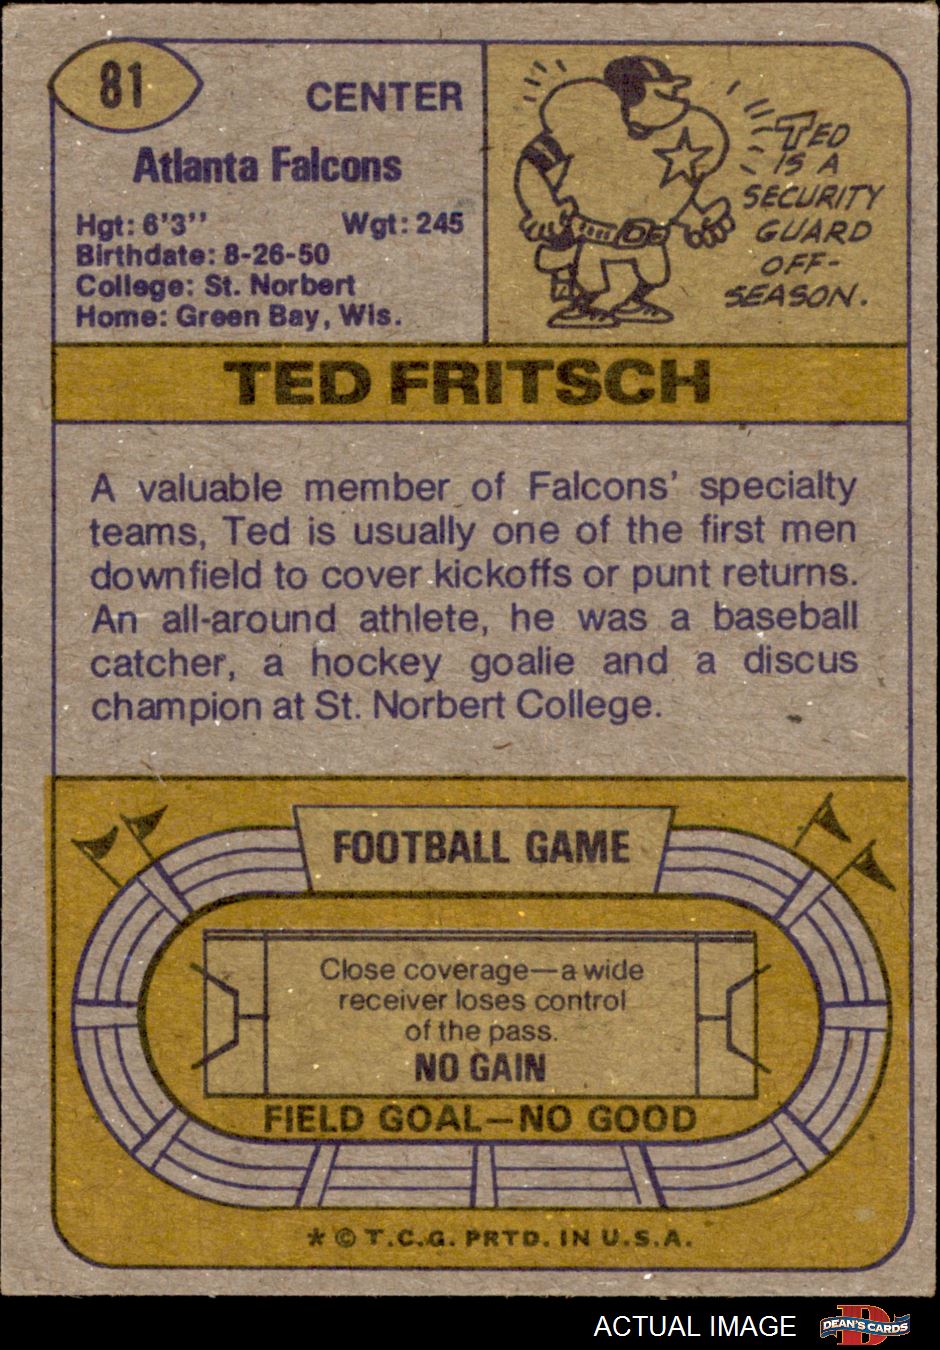 81
CENTER
Atlanta Falcons
Hgt: 6'3" Wgt: 245
Birthdate: 8-26-50
College: St. Norbert
Home: Green Bay, Wis.
TED
IS A
SECURITY
GUARD
OFF-
SEASON.
TED FRITSCH
A valuable member of Falcons' specialty
teams, Ted is usually one of the first men
downfield to cover kickoffs or punt returns.
An all-around athlete, he was a baseball
catcher, a hockey goalie and a discus
champion at St. Norbert College.
FOOTBALL GAME
Close coverage—a wide
receiver loses control
of the pass.
NO GAIN
FIELD GOAL—NO GOOD
* © T.C.G. PRTD. IN U.S.A.
ACTUAL IMAGE
D
DEAN'S CARDS